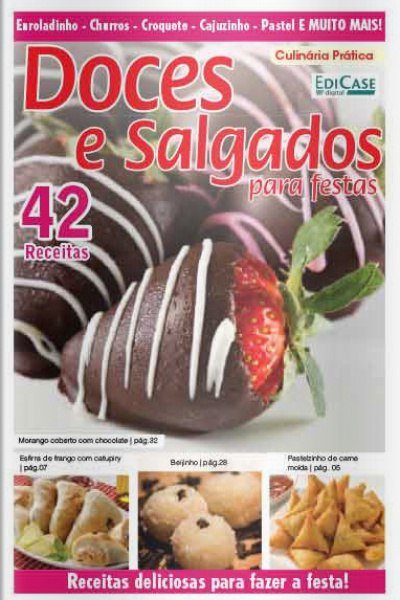 Enroladinho - Churros - Croquete - Cajuzinho - Pastel E MUITO MAIS!
Culinária Prática
EDICASE
digital
Doces
e Salgados
para festas
42
Receitas
Morango coberto com chocolate | pág.32
Esfirra de frango com catupiry
| pág.07
Beijinho | pág.28
Pastelzinho de carne
moída | pág. 05
Receitas deliciosas para fazer a festa!